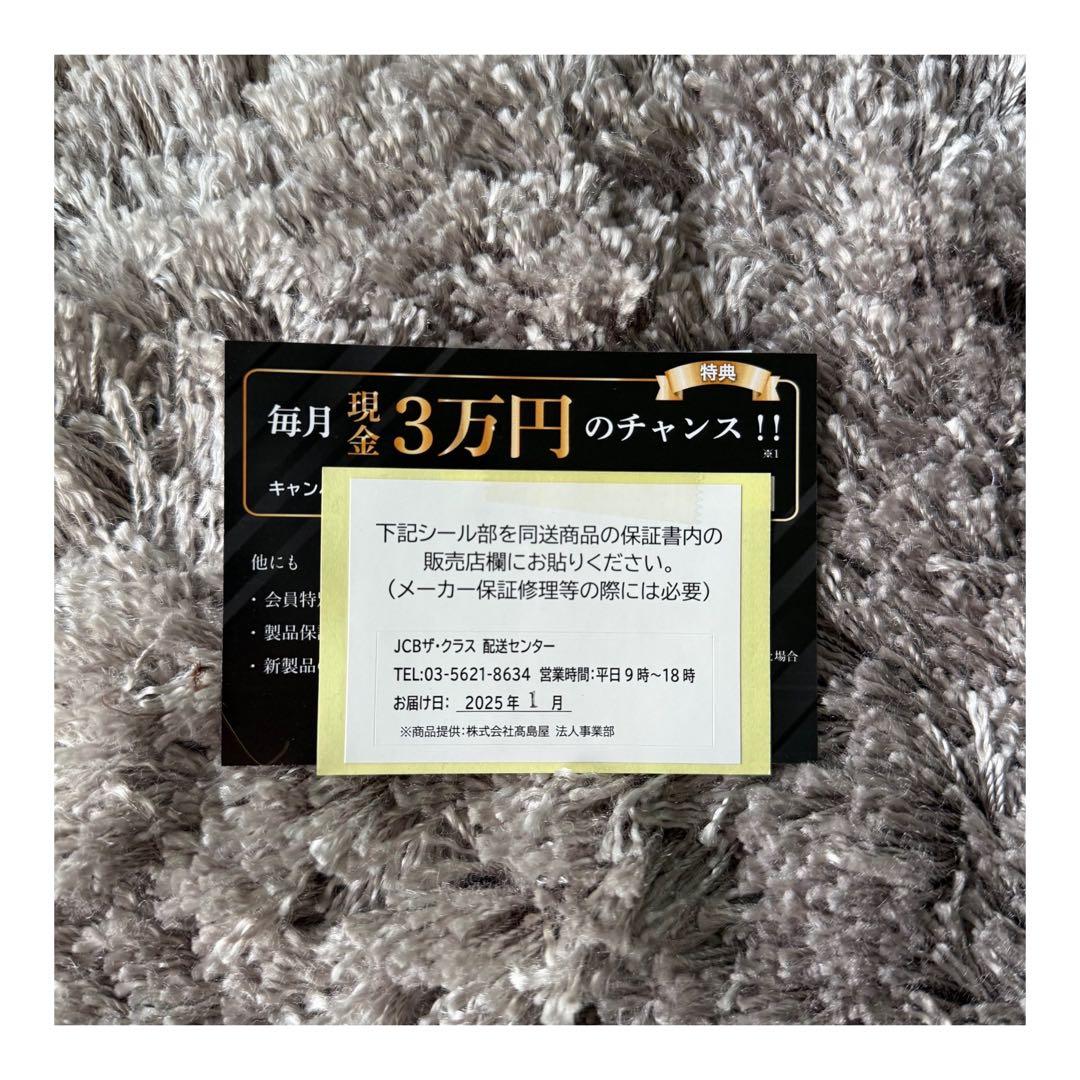 特典
毎月 現金 3万円 のチャンス!!
※1
キャン
下記シール部を同送商品の保証書内の
販売店欄にお貼りください。
(メーカー保証修理等の際には必要)
他にも
・会員特
・製品保
・新製品
場合
JCBザ・クラス 配送センター
TEL:03-5621-8634 営業時間:平日9時~18時
お届け日: 2025年 1 月
※商品提供:株式会社髙島屋 法人事業部